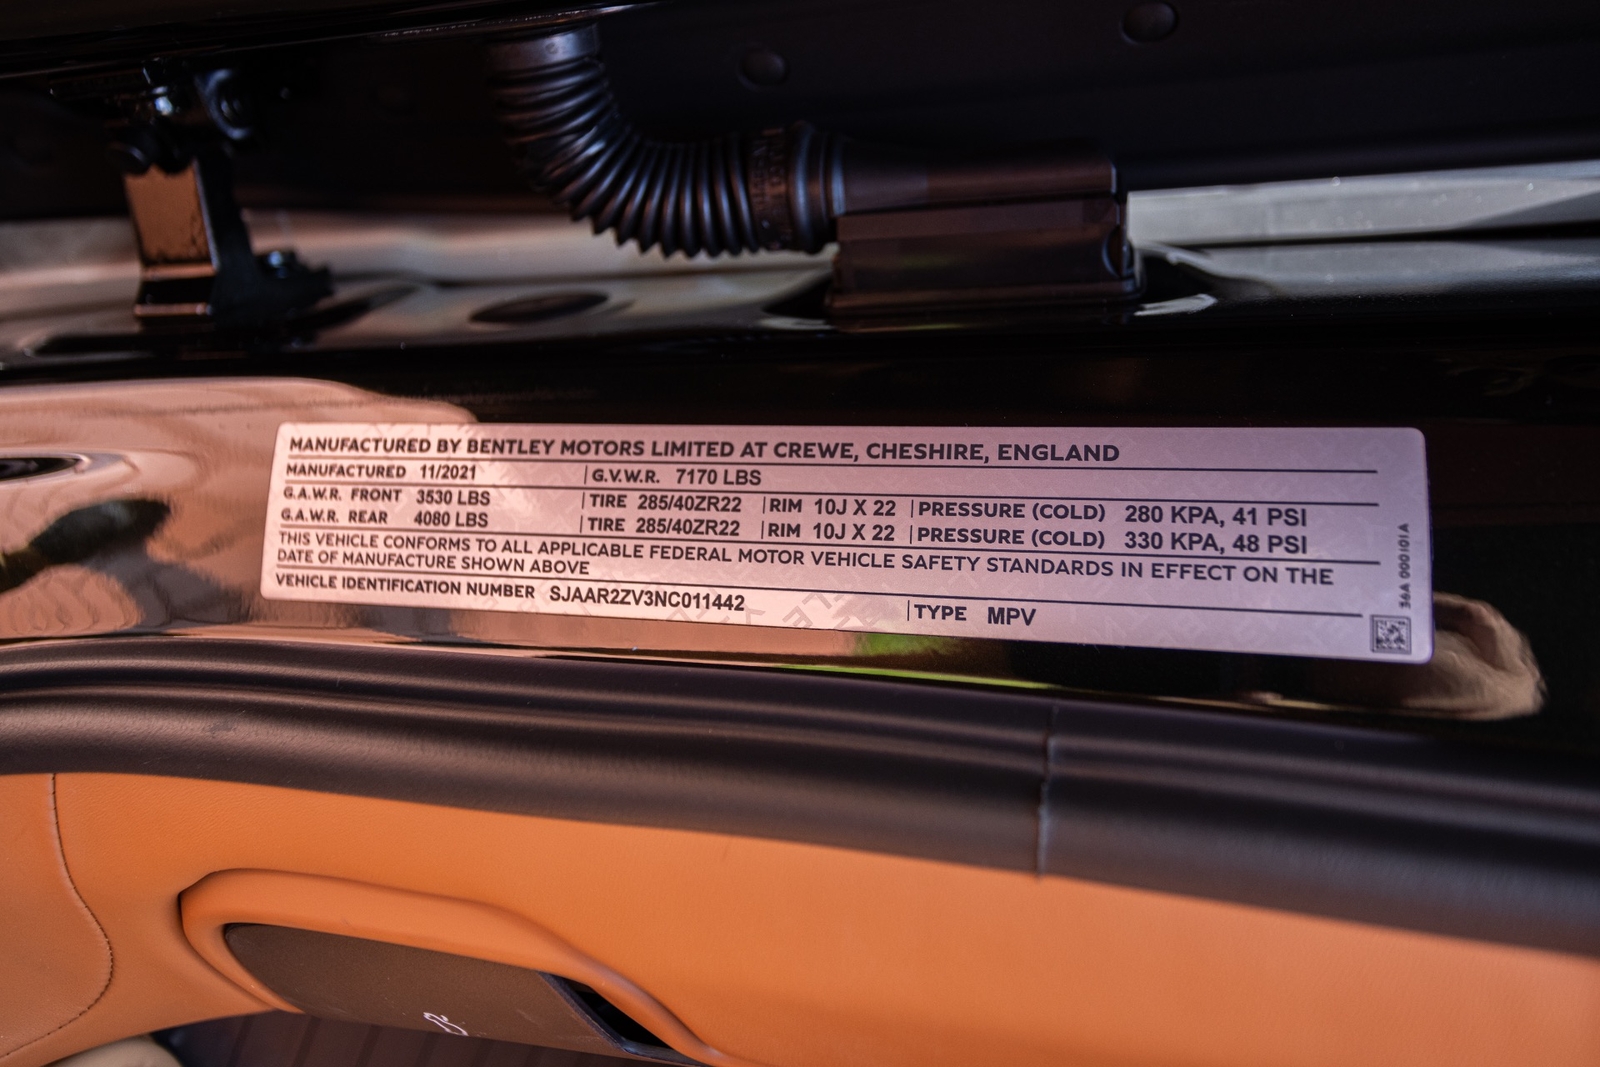 MANUFACTURED BY BENTLEY MOTORS LIMITED AT CREWE, CHESHIRE, ENGLAND
MANUFACTURED 11/2021 | G.V.W.R. 7170 LBS
G.A.W.R. FRONT 3530 LBS | TIRE 285/40ZR22 | RIM 10J X 22 | PRESSURE (COLD) 280 KPA, 41 PSI
G.A.W.R. REAR 4080 LBS | TIRE 285/40ZR22 | RIM 10J X 22 | PRESSURE (COLD) 330 KPA, 48 PSI
THIS VEHICLE CONFORMS TO ALL APPLICABLE FEDERAL MOTOR VEHICLE SAFETY STANDARDS IN EFFECT ON THE
DATE OF MANUFACTURE SHOWN ABOVE
VEHICLE IDENTIFICATION NUMBER SJAAR2ZV3NC011442 | TYPE MPV
36A 000101A